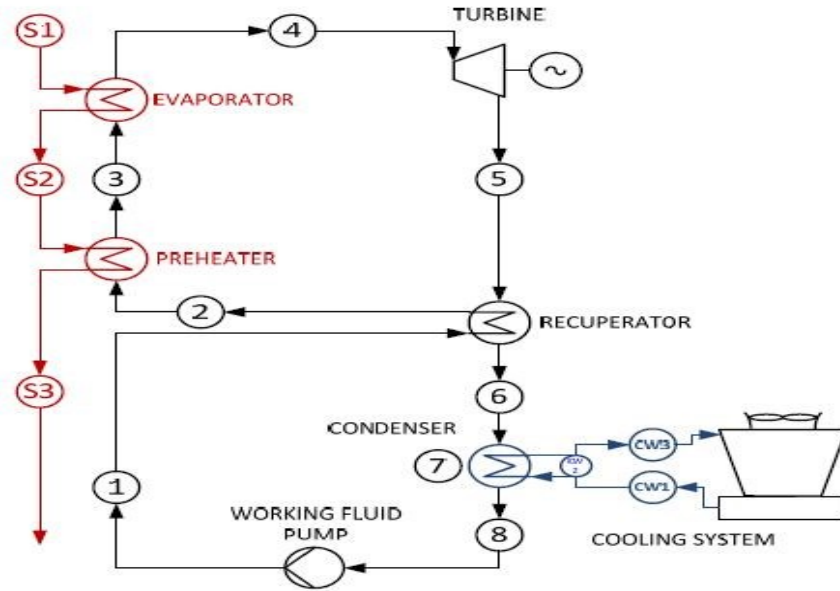 TURBINE
S1
4
~
EVAPORATOR
S2
3
5
PREHEATER
2
RECUPERATOR
S3
6
CONDENSER
CW3
7
1
CW1
WORKING FLUID
PUMP
8
COOLING SYSTEM